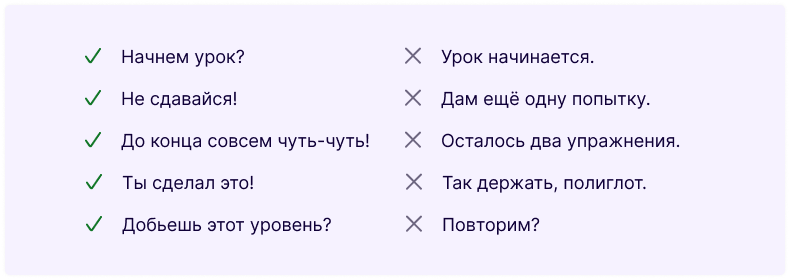 Начнем урок?
Урок начинается.
Не сдавайся!
Дам ещё одну попытку.
До конца совсем чуть-чуть!
Осталось два упражнения.
Ты сделал это!
Так держать, полиглот.
Добьешь этот уровень?
Повторим?